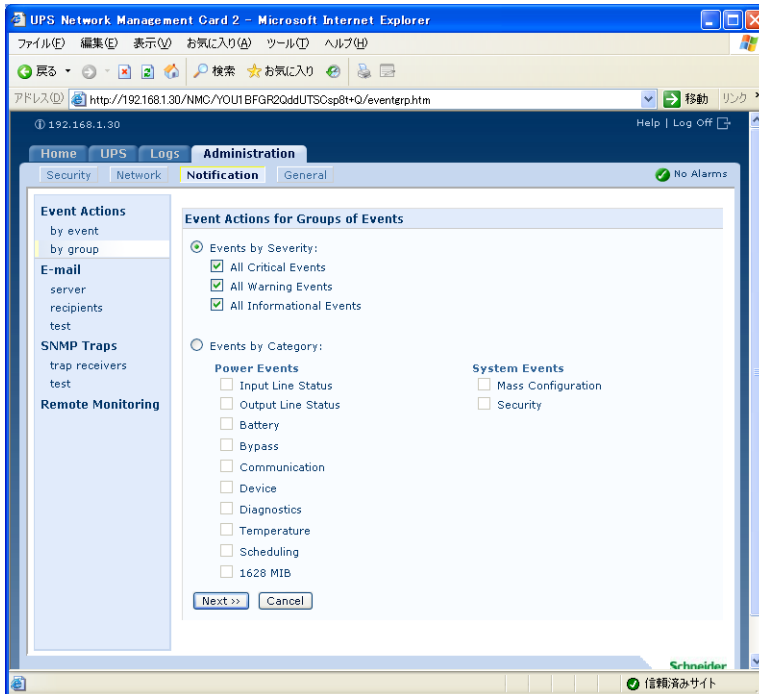 UPS Network Management Card 2 - Microsoft Internet Explorer
ファイル(F) 編集(E) 表示(V) お気に入り(A) ツール(T) ヘルプ(H)
戻る 検索 お気に入り
アドレス(D) http://192.168.1.30/NMC/YOU1BFGR2QddUTSCsp8t+Q/eventgrp.htm 移動 リンク »
192.168.1.30 Help | Log Off
Home UPS Logs Administration
Security Network Notification General No Alarms
Event Actions
by event
by group
E-mail
server
recipients
test
SNMP Traps
trap receivers
test
Remote Monitoring
Event Actions for Groups of Events
Events by Severity:
All Critical Events
All Warning Events
All Informational Events
Events by Category:
Power Events
Input Line Status
Output Line Status
Battery
Bypass
Communication
Device
Diagnostics
Temperature
Scheduling
1628 MIB
System Events
Mass Configuration
Security
Next >> Cancel
Schneider
信頼済みサイト